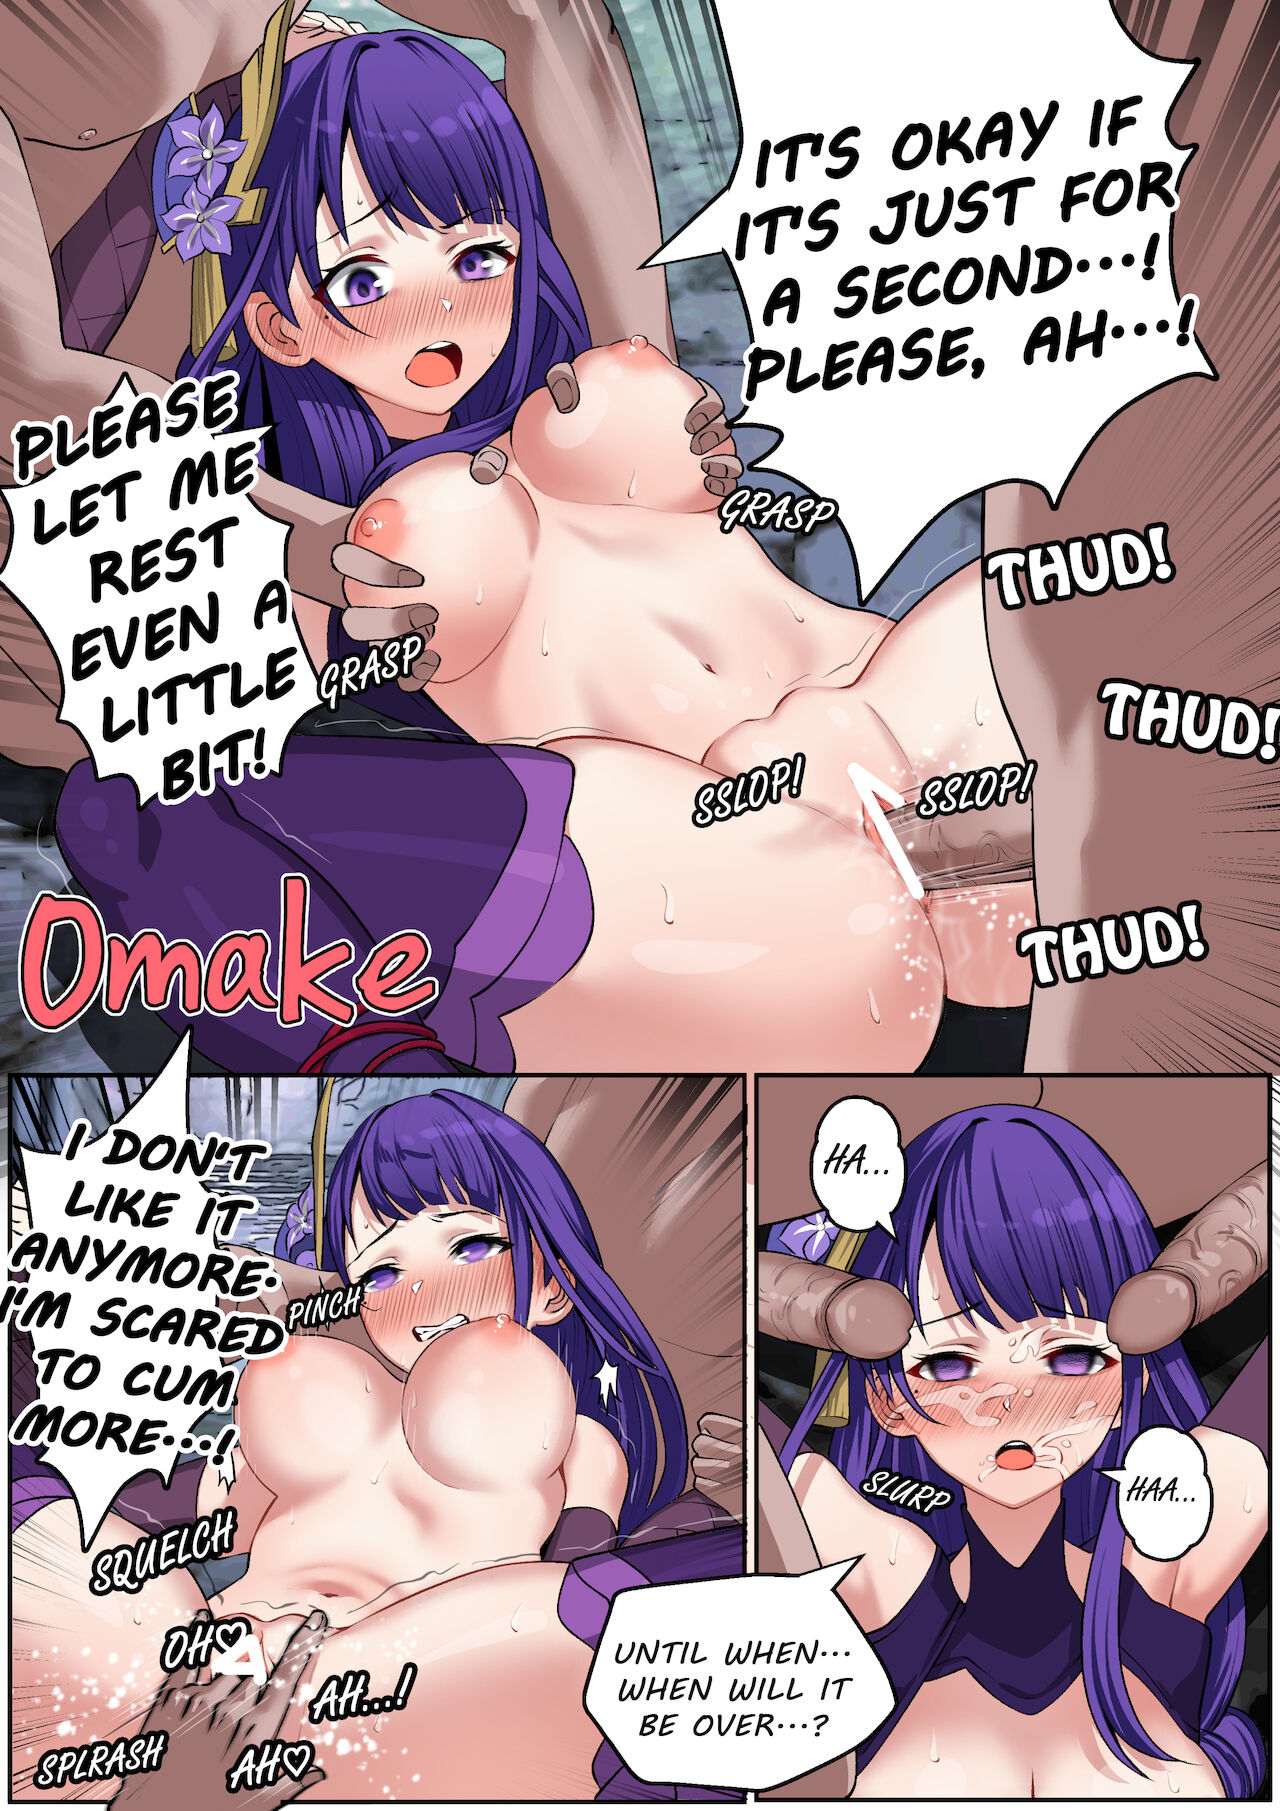 IT'S OKAY IF
IT'S JUST FOR
A SECOND...!
PLEASE, AH...!
PLEASE
LET ME
REST
EVEN A
LITTLE
BIT!
GRASP
GRASP
THUD!
THUD!
SSLOP!
SSLOP!
THUD!
Omake
I DON'T
LIKE IT
ANYMORE.
I'M SCARED
TO CUM
MORE...!
PINCH
SQUELCH
OH♡
AH...!
SPLRASH
AH♡
HA...
SLURP
HAA...
UNTIL WHEN...
WHEN WILL IT
BE OVER...?